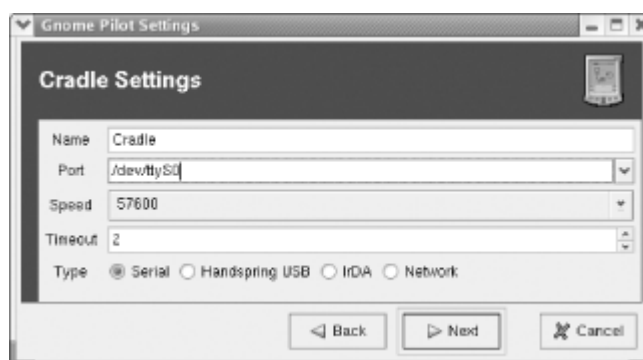 Gnome Pilot Settings
Cradle Settings
Name Cradle
Port /dev/ttyS0
Speed 57600
Timeout 2
Type Serial Handspring USB IrDA Network
Back Next Cancel